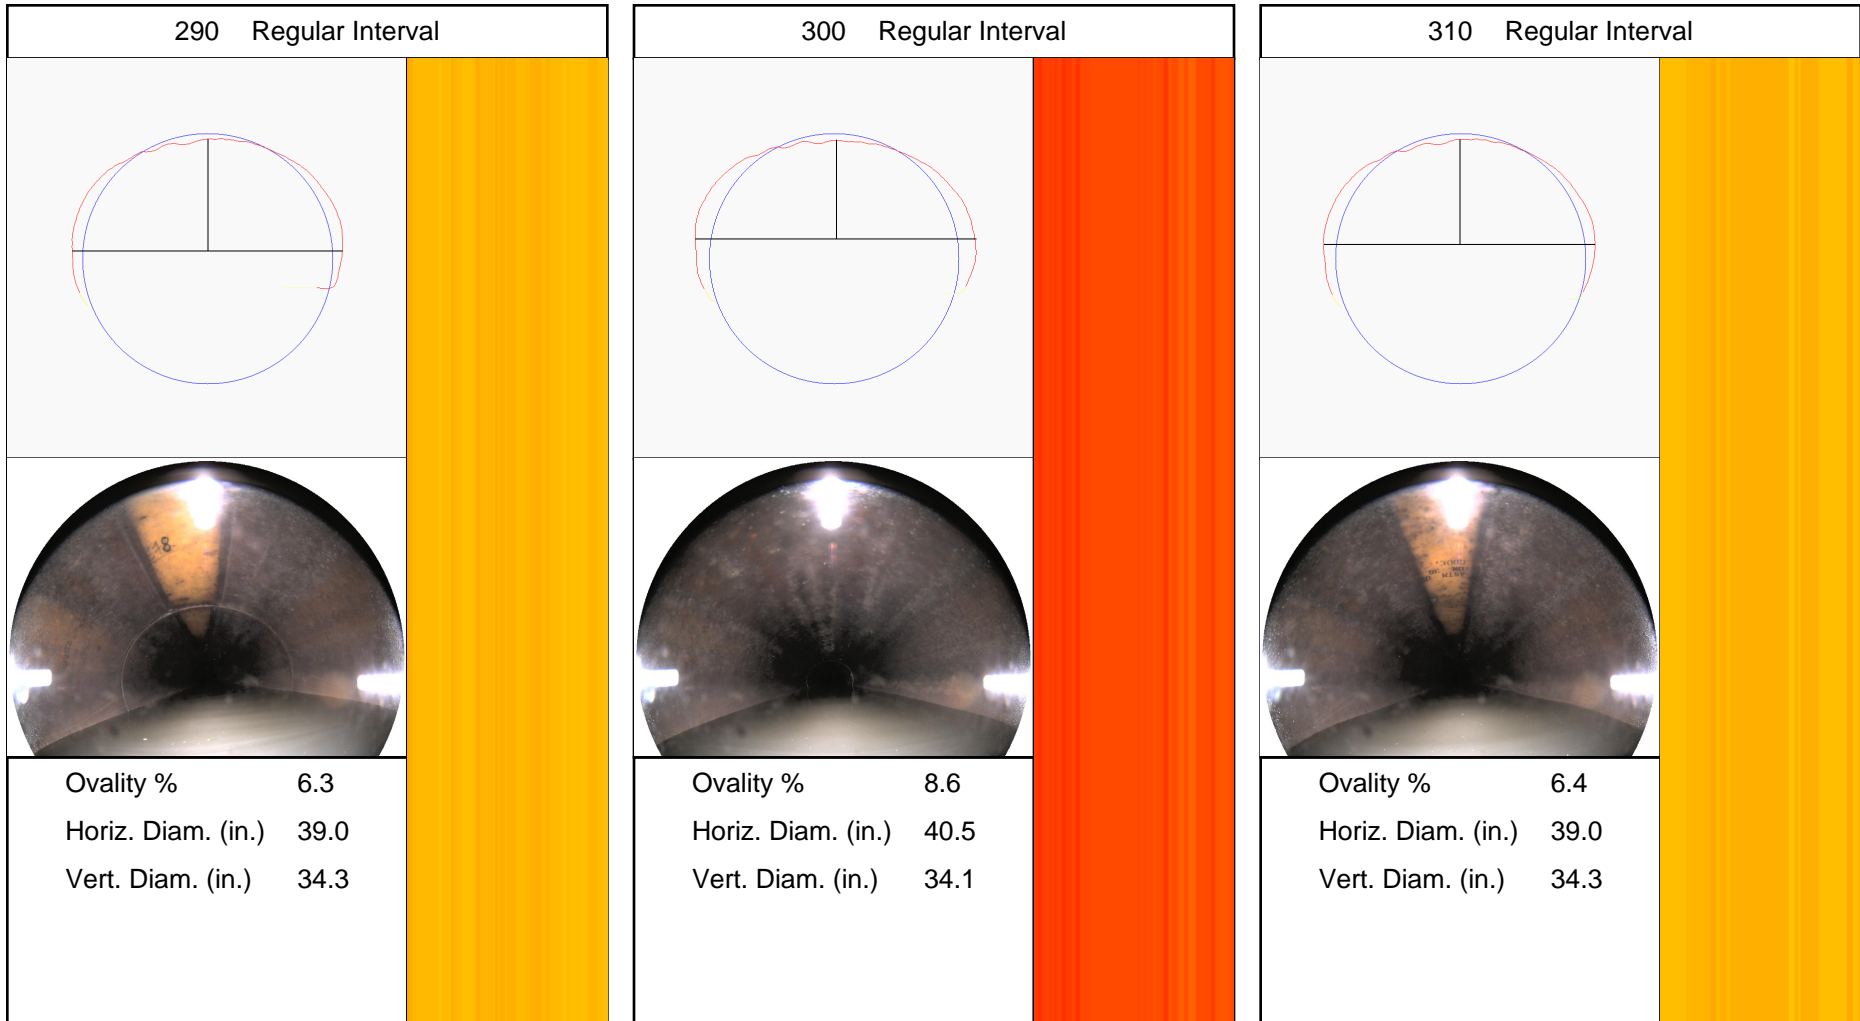 290 Regular Interval
18
Ovality % 6.3
Horiz. Diam. (in.) 39.0
Vert. Diam. (in.) 34.3
300 Regular Interval
Ovality % 8.6
Horiz. Diam. (in.) 40.5
Vert. Diam. (in.) 34.1
310 Regular Interval
ASTM
Ovality % 6.4
Horiz. Diam. (in.) 39.0
Vert. Diam. (in.) 34.3